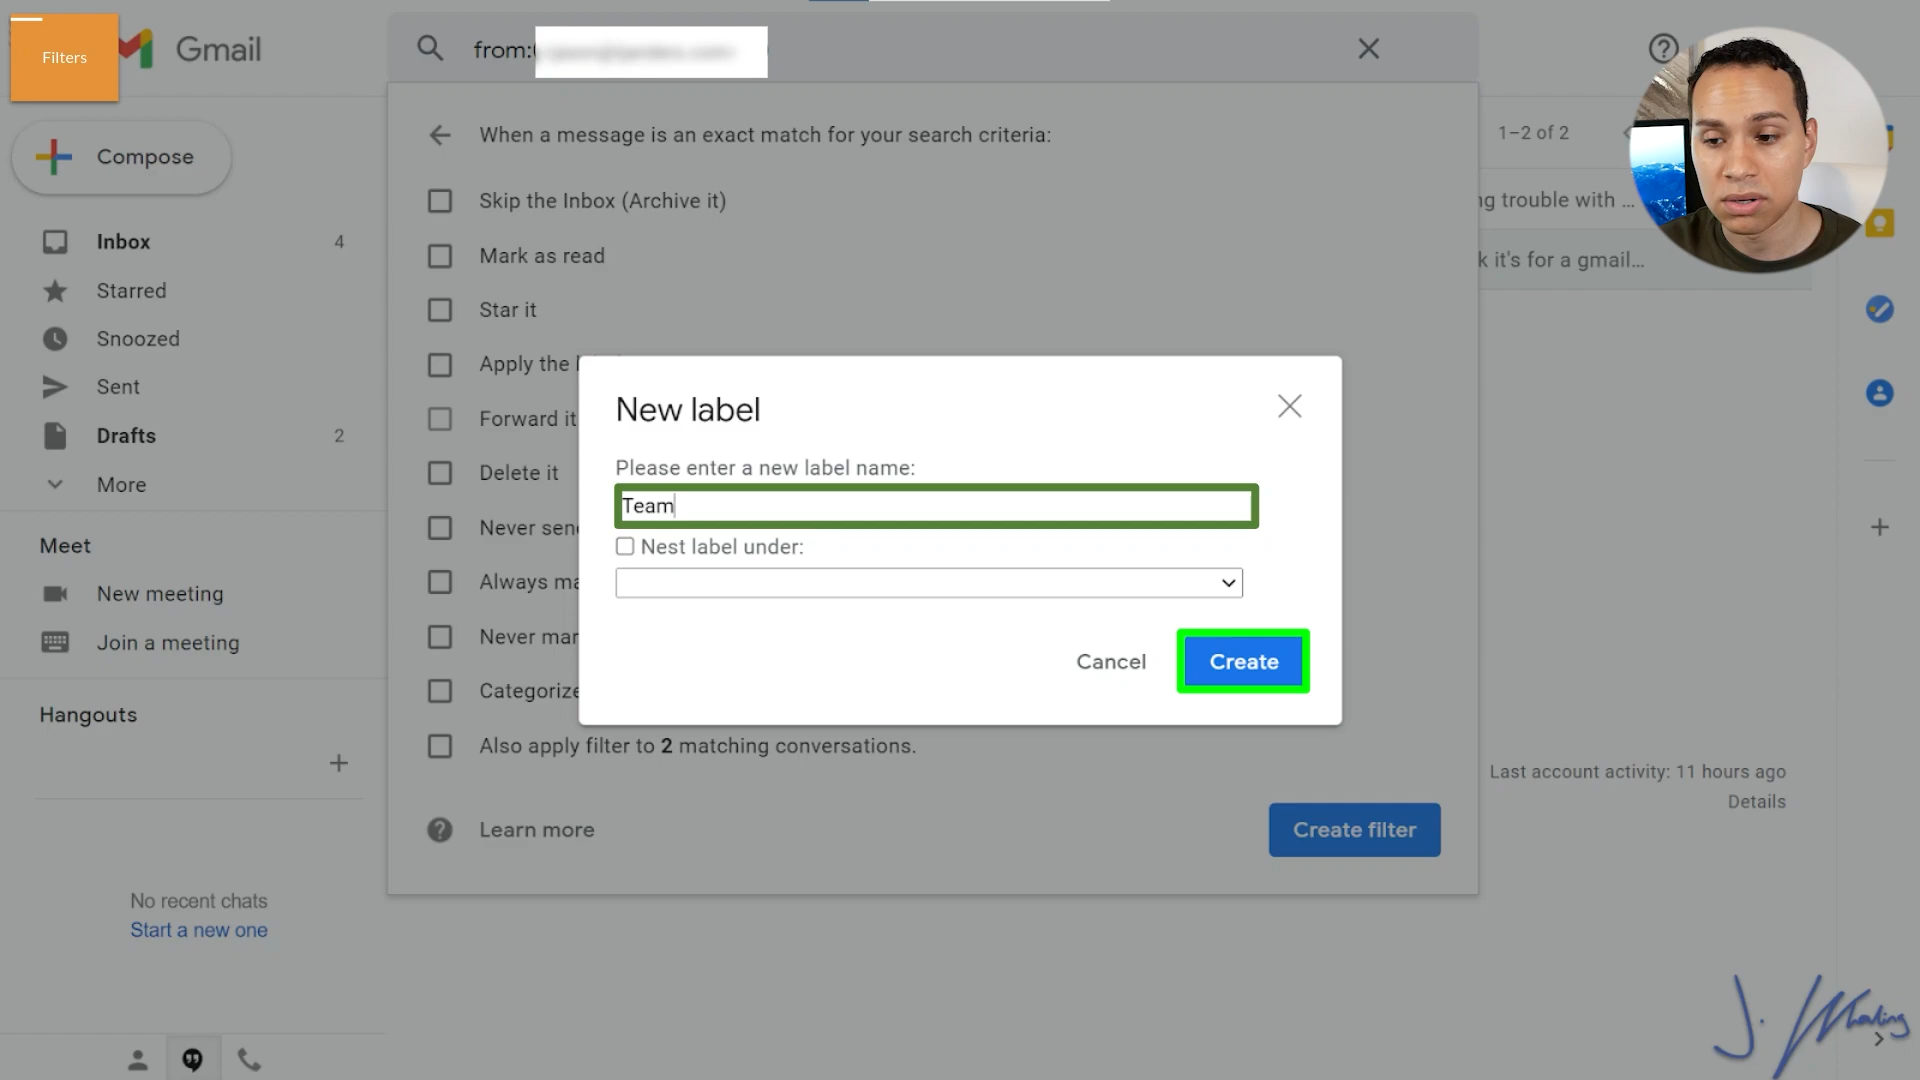 Filters
Gmail
from:
Compose
Inbox 4
Starred
Snoozed
Sent
Drafts 2
More
Meet
New meeting
Join a meeting
Hangouts
No recent chats
Start a new one
When a message is an exact match for your search criteria:
Skip the Inbox (Archive it)
Mark as read
Star it
Apply the
Forward it
Delete it
Never sen
Always ma
Never mar
Categorize
Also apply filter to 2 matching conversations.
Learn more
Create filter
New label
Please enter a new label name:
Team
Nest label under:
Cancel
Create
1–2 of 2
ng trouble with ...
k it's for a gmail...
Last account activity: 11 hours ago
Details